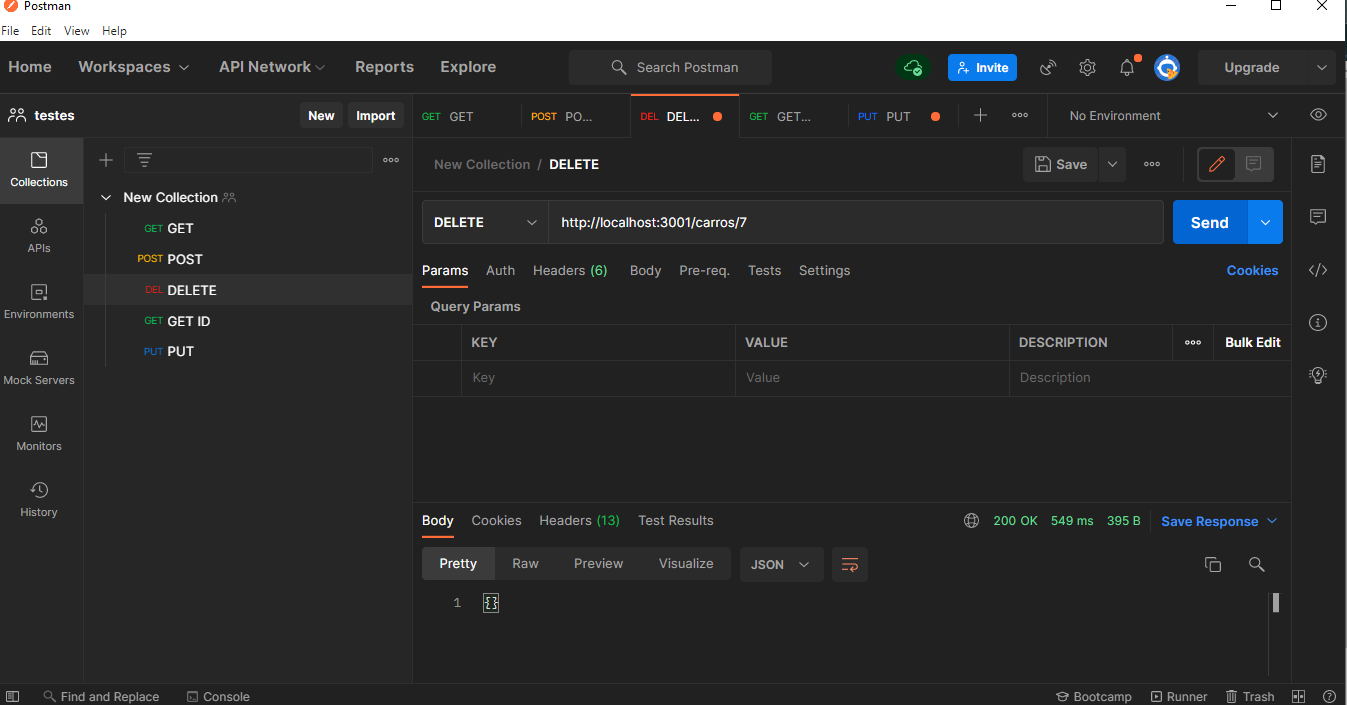 Postman
File Edit View Help
Home Workspaces API Network Reports Explore Search Postman Invite Upgrade
testes New Import GET GET POST PO... DEL DEL... GET GET... PUT PUT No Environment
Collections
APIs
Environments
Mock Servers
Monitors
History
New Collection
GET GET
POST POST
DEL DELETE
GET GET ID
PUT PUT
New Collection / DELETE Save
DELETE http://localhost:3001/carros/7 Send
Params Auth Headers (6) Body Pre-req. Tests Settings Cookies
Query Params
KEY VALUE DESCRIPTION Bulk Edit
Key Value Description
Body Cookies Headers (13) Test Results 200 OK 549 ms 395 B Save Response
Pretty Raw Preview Visualize JSON
1 {}
Find and Replace Console Bootcamp Runner Trash